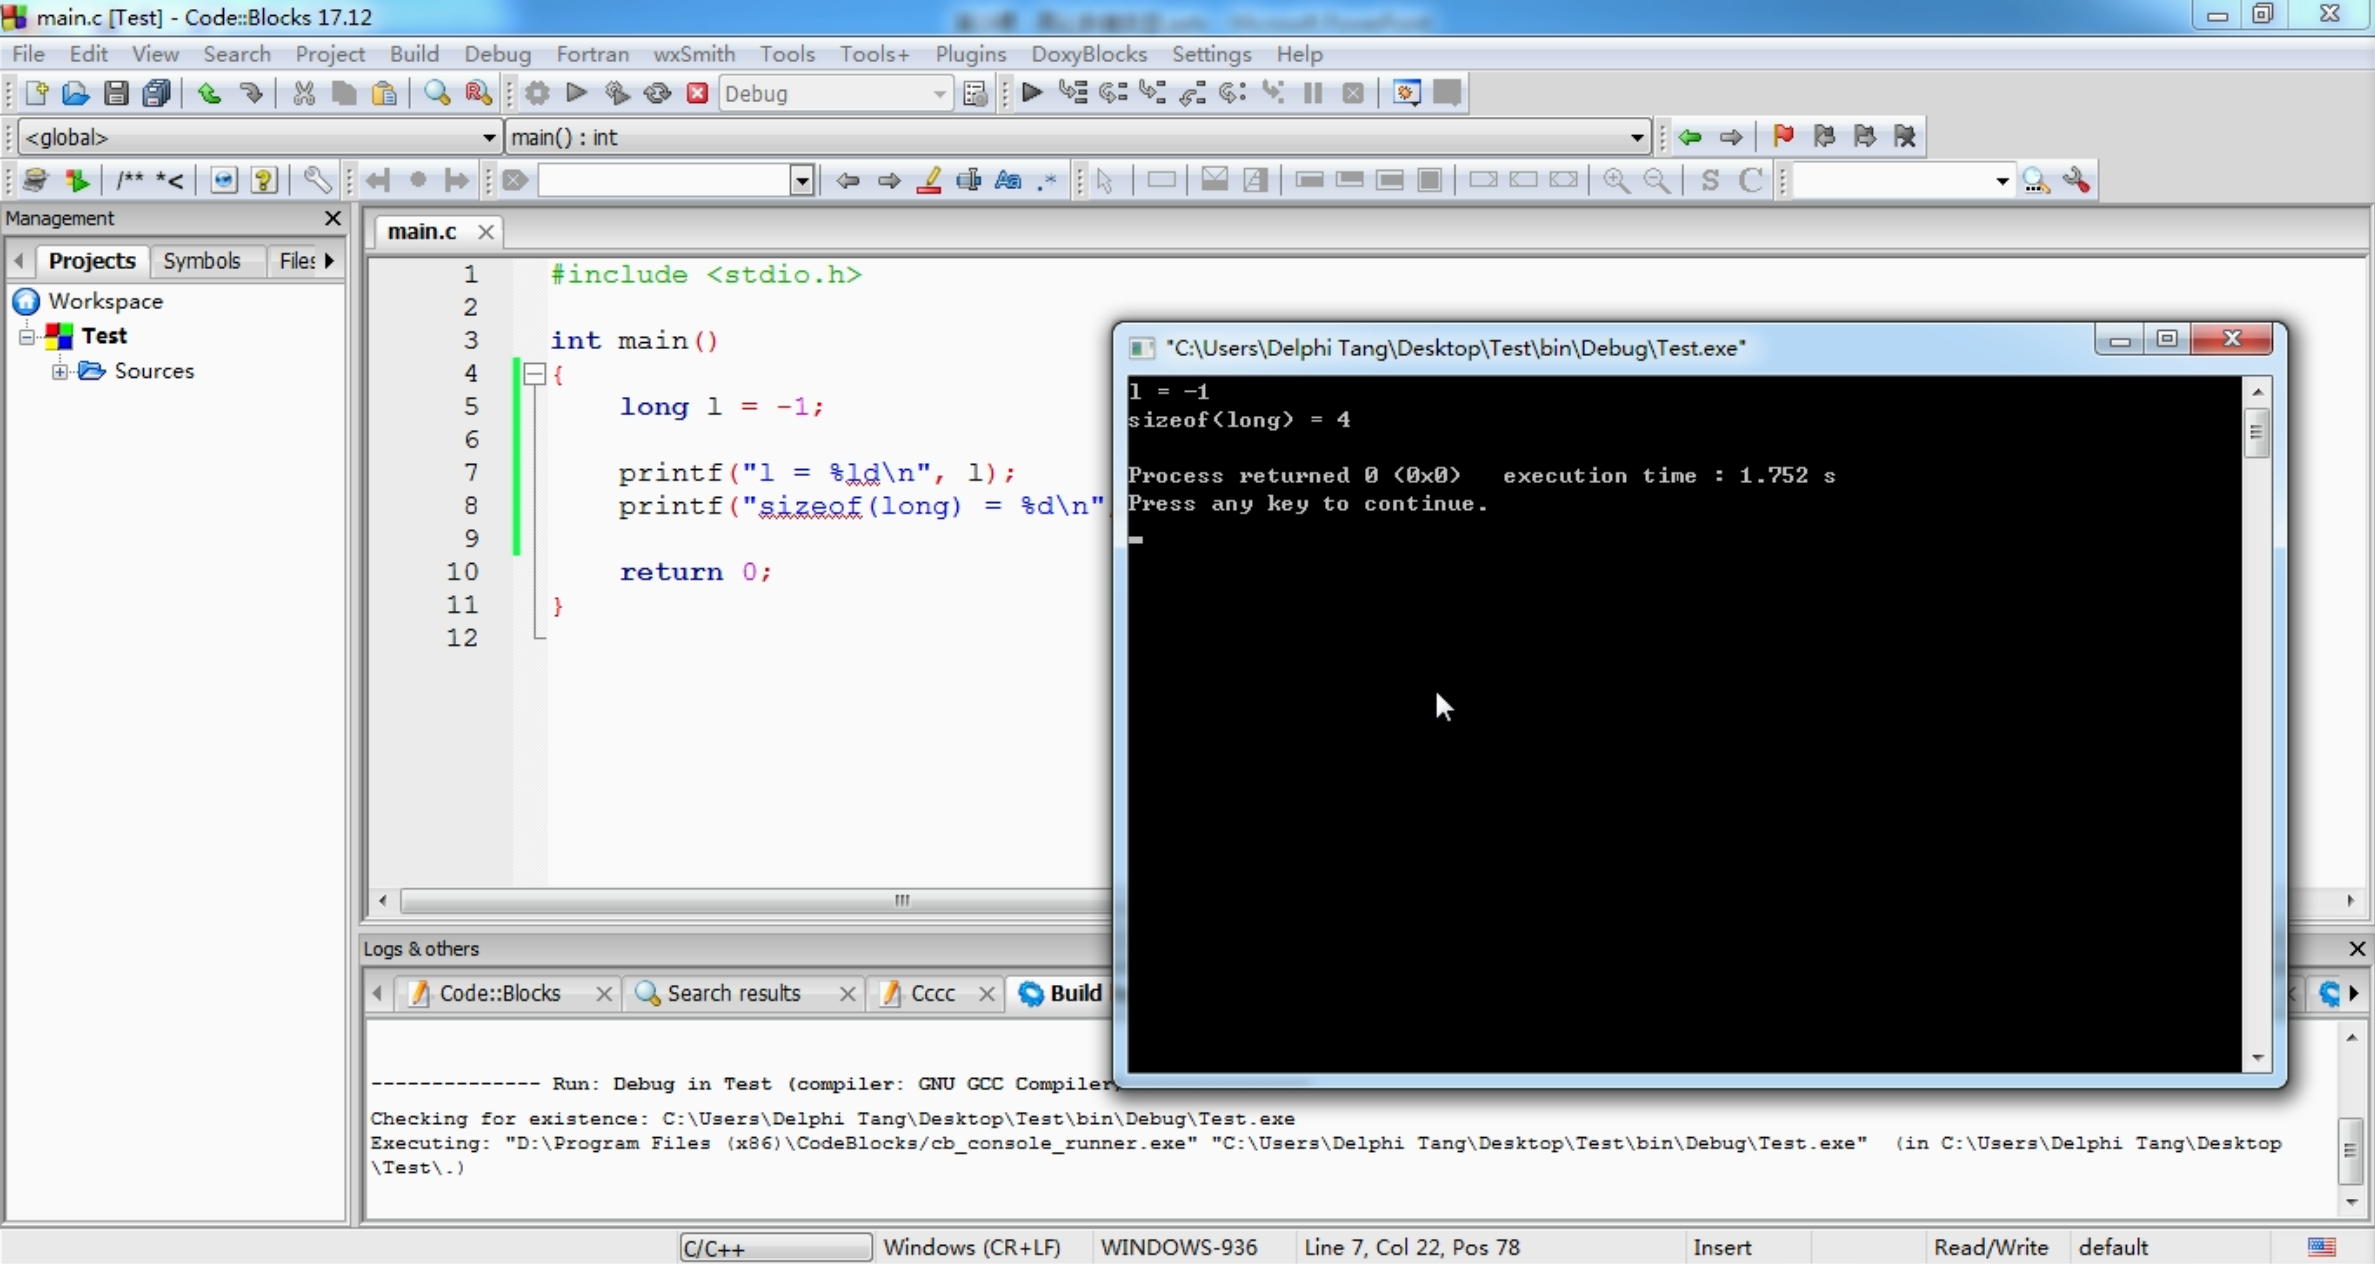 main.c [Test] - Code::Blocks 17.12
File Edit View Search Project Build Debug Fortran wxSmith Tools Tools+ Plugins DoxyBlocks Settings Help
Debug
<global> main() : int
/** *<
S C
Management
main.c
Projects Symbols Files
Workspace
Test
Sources
1 #include <stdio.h>
2
3 int main()
4 {
5 long l = -1;
6
7 printf("l = %ld\n", l);
8 printf("sizeof(long) = %d\n"
9
10 return 0;
11 }
12
"C:\Users\Delphi Tang\Desktop\Test\bin\Debug\Test.exe"
l = -1
sizeof(long) = 4
Process returned 0 (0x0) execution time : 1.752 s
Press any key to continue.
Logs & others
Code::Blocks Search results Cccc Build
-------------- Run: Debug in Test (compiler: GNU GCC Compiler
Checking for existence: C:\Users\Delphi Tang\Desktop\Test\bin\Debug\Test.exe
Executing: "D:\Program Files (x86)\CodeBlocks/cb_console_runner.exe" "C:\Users\Delphi Tang\Desktop\Test\bin\Debug\Test.exe" (in C:\Users\Delphi Tang\Desktop
\Test\.)
C/C++ Windows (CR+LF) WINDOWS-936 Line 7, Col 22, Pos 78 Insert Read/Write default